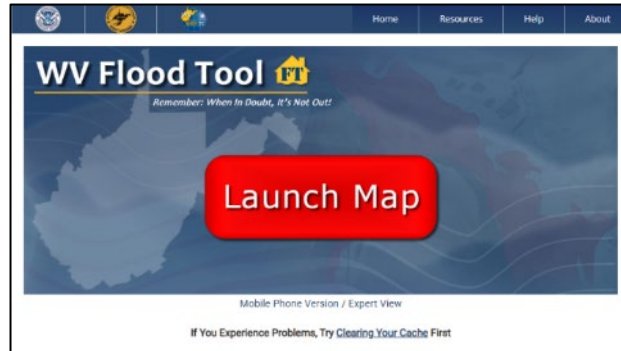 Home Resources Help About
WV Flood Tool FT
Remember: When In Doubt, It's Not Out!
Launch Map
Mobile Phone Version / Expert View
If You Experience Problems, Try Clearing Your Cache First